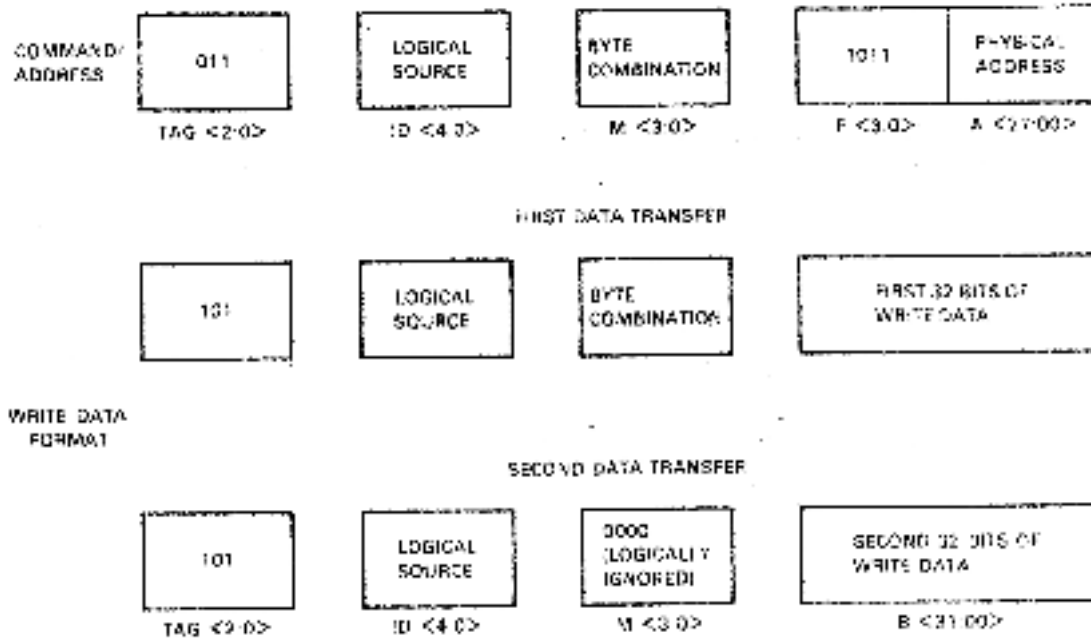 COMMAND/
ADDRESS
011
LOGICAL
SOURCE
BYTE
COMBINATION
1011
PHYSICAL
ADDRESS
TAG <2:0>
ID <4:0>
M <3:0>
F <3:0>
A <27:00>
FIRST DATA TRANSFER
101
LOGICAL
SOURCE
BYTE
COMBINATION
FIRST 32 BITS OF
WRITE DATA
WRITE DATA
FORMAT
SECOND DATA TRANSFER
101
LOGICAL
SOURCE
0000
(LOGICALLY
IGNORED)
SECOND 32 BITS OF
WRITE DATA
TAG <2:0>
ID <4:0>
M <3:0>
B <31:00>